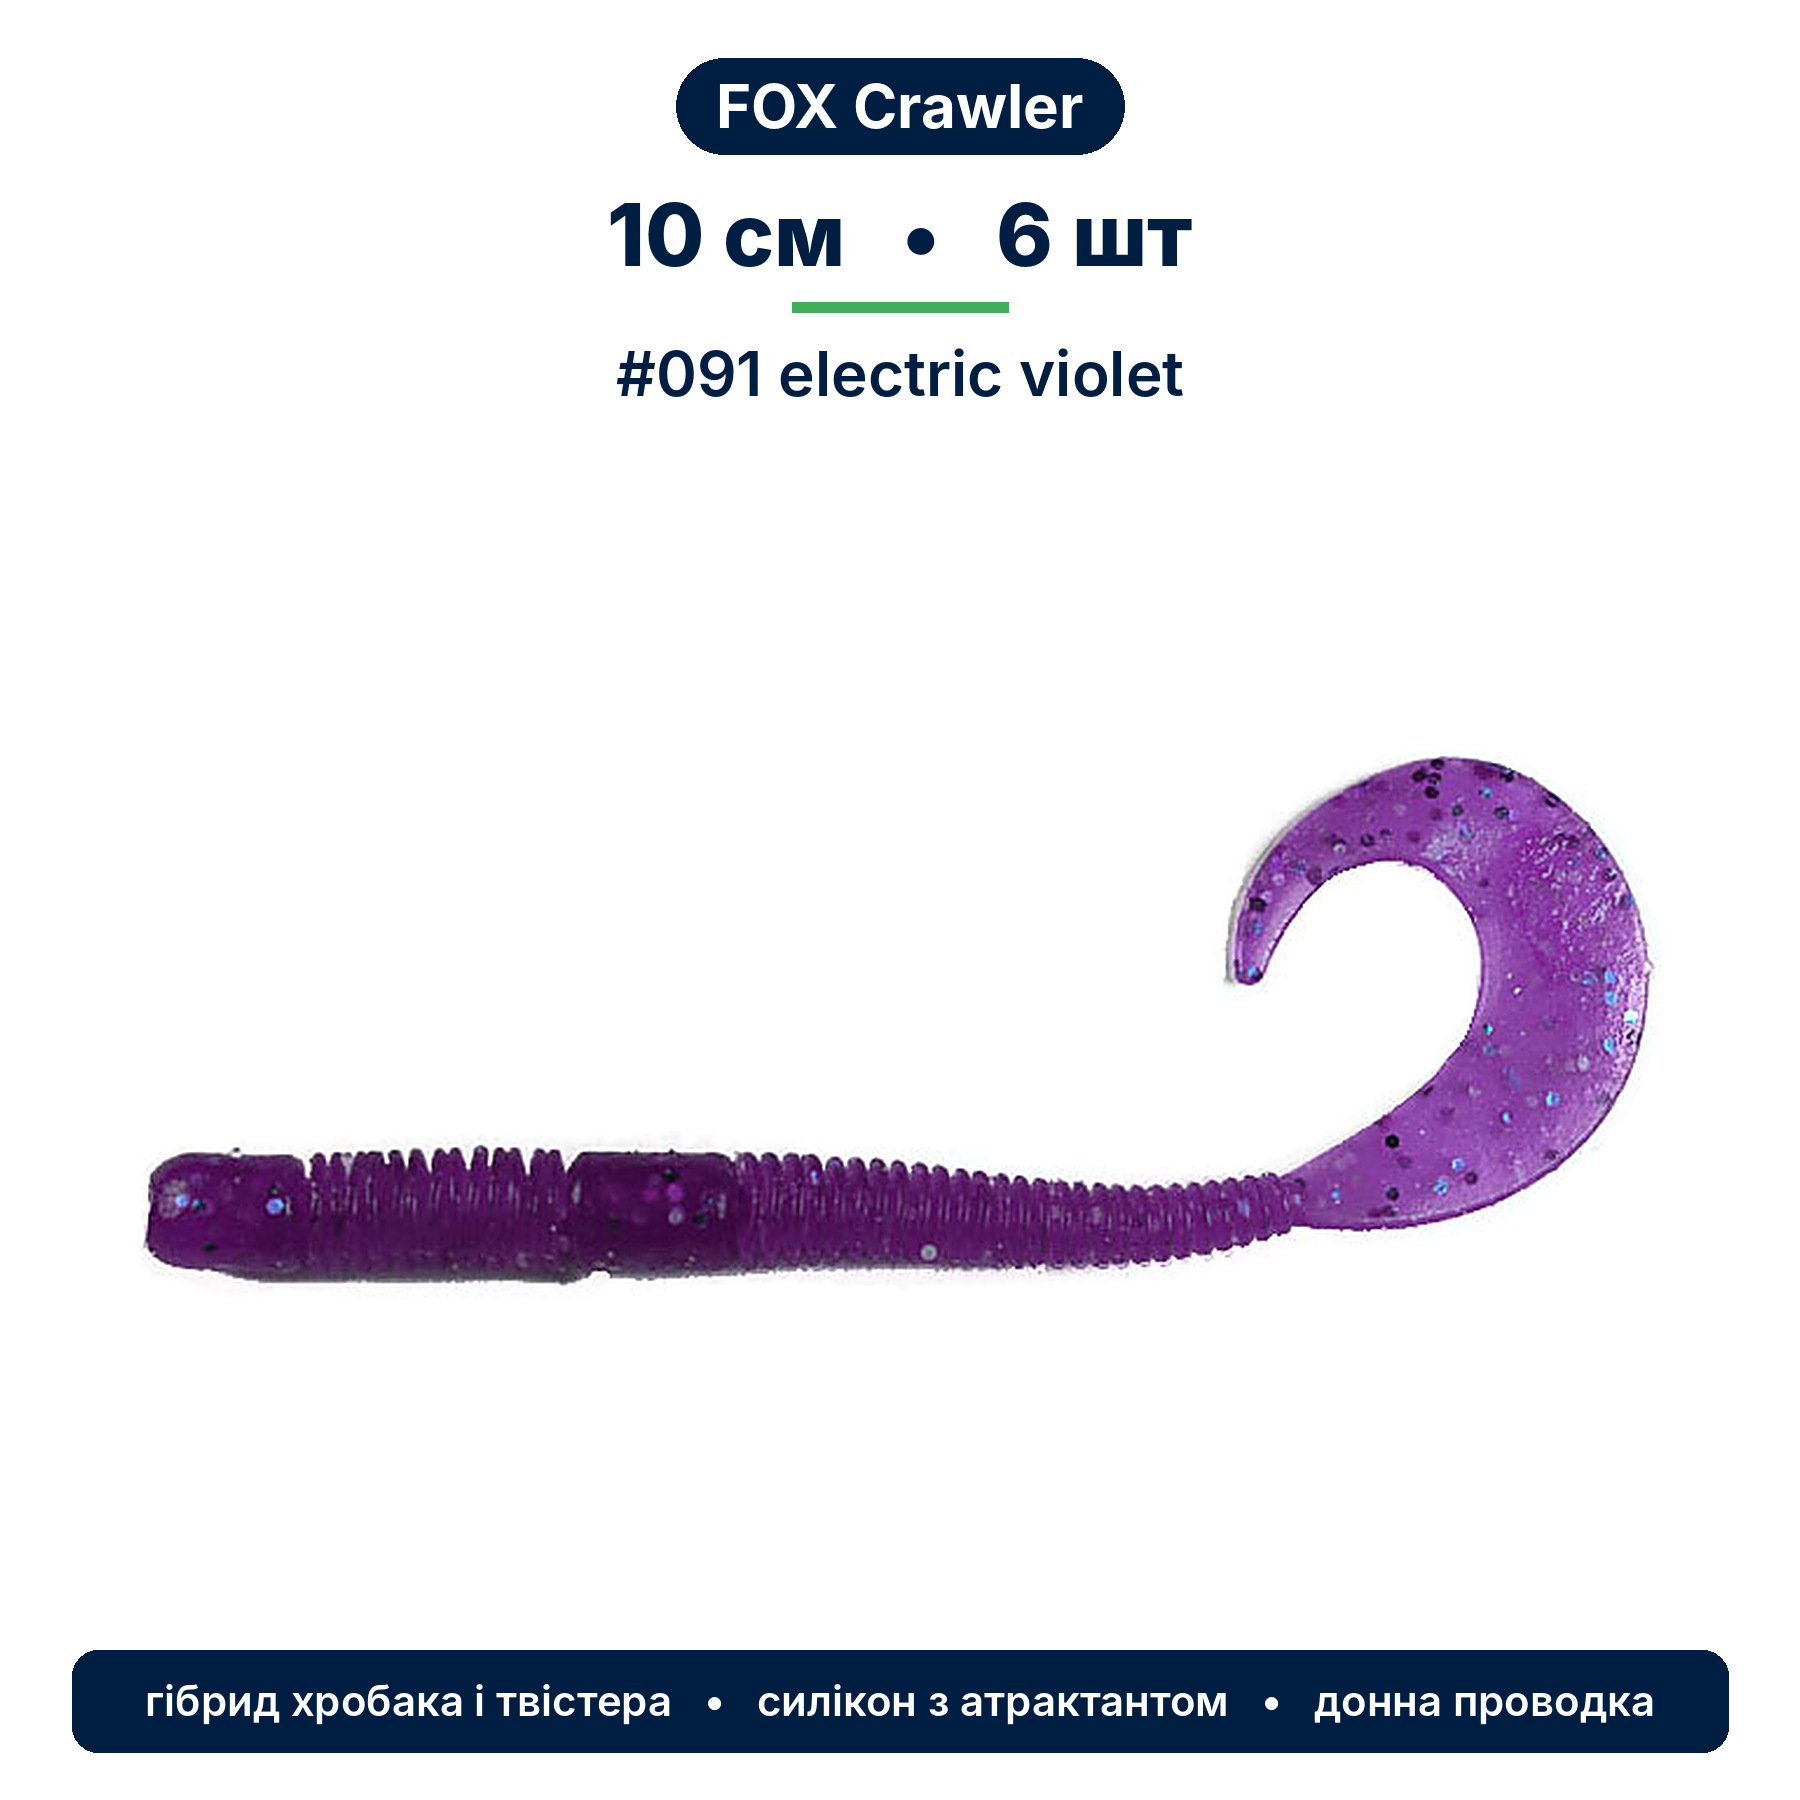 FOX Crawler
10 см • 6 шт
#091 electric violet
гібрид хробака і твістера • силікон з атрактантом • донна проводка